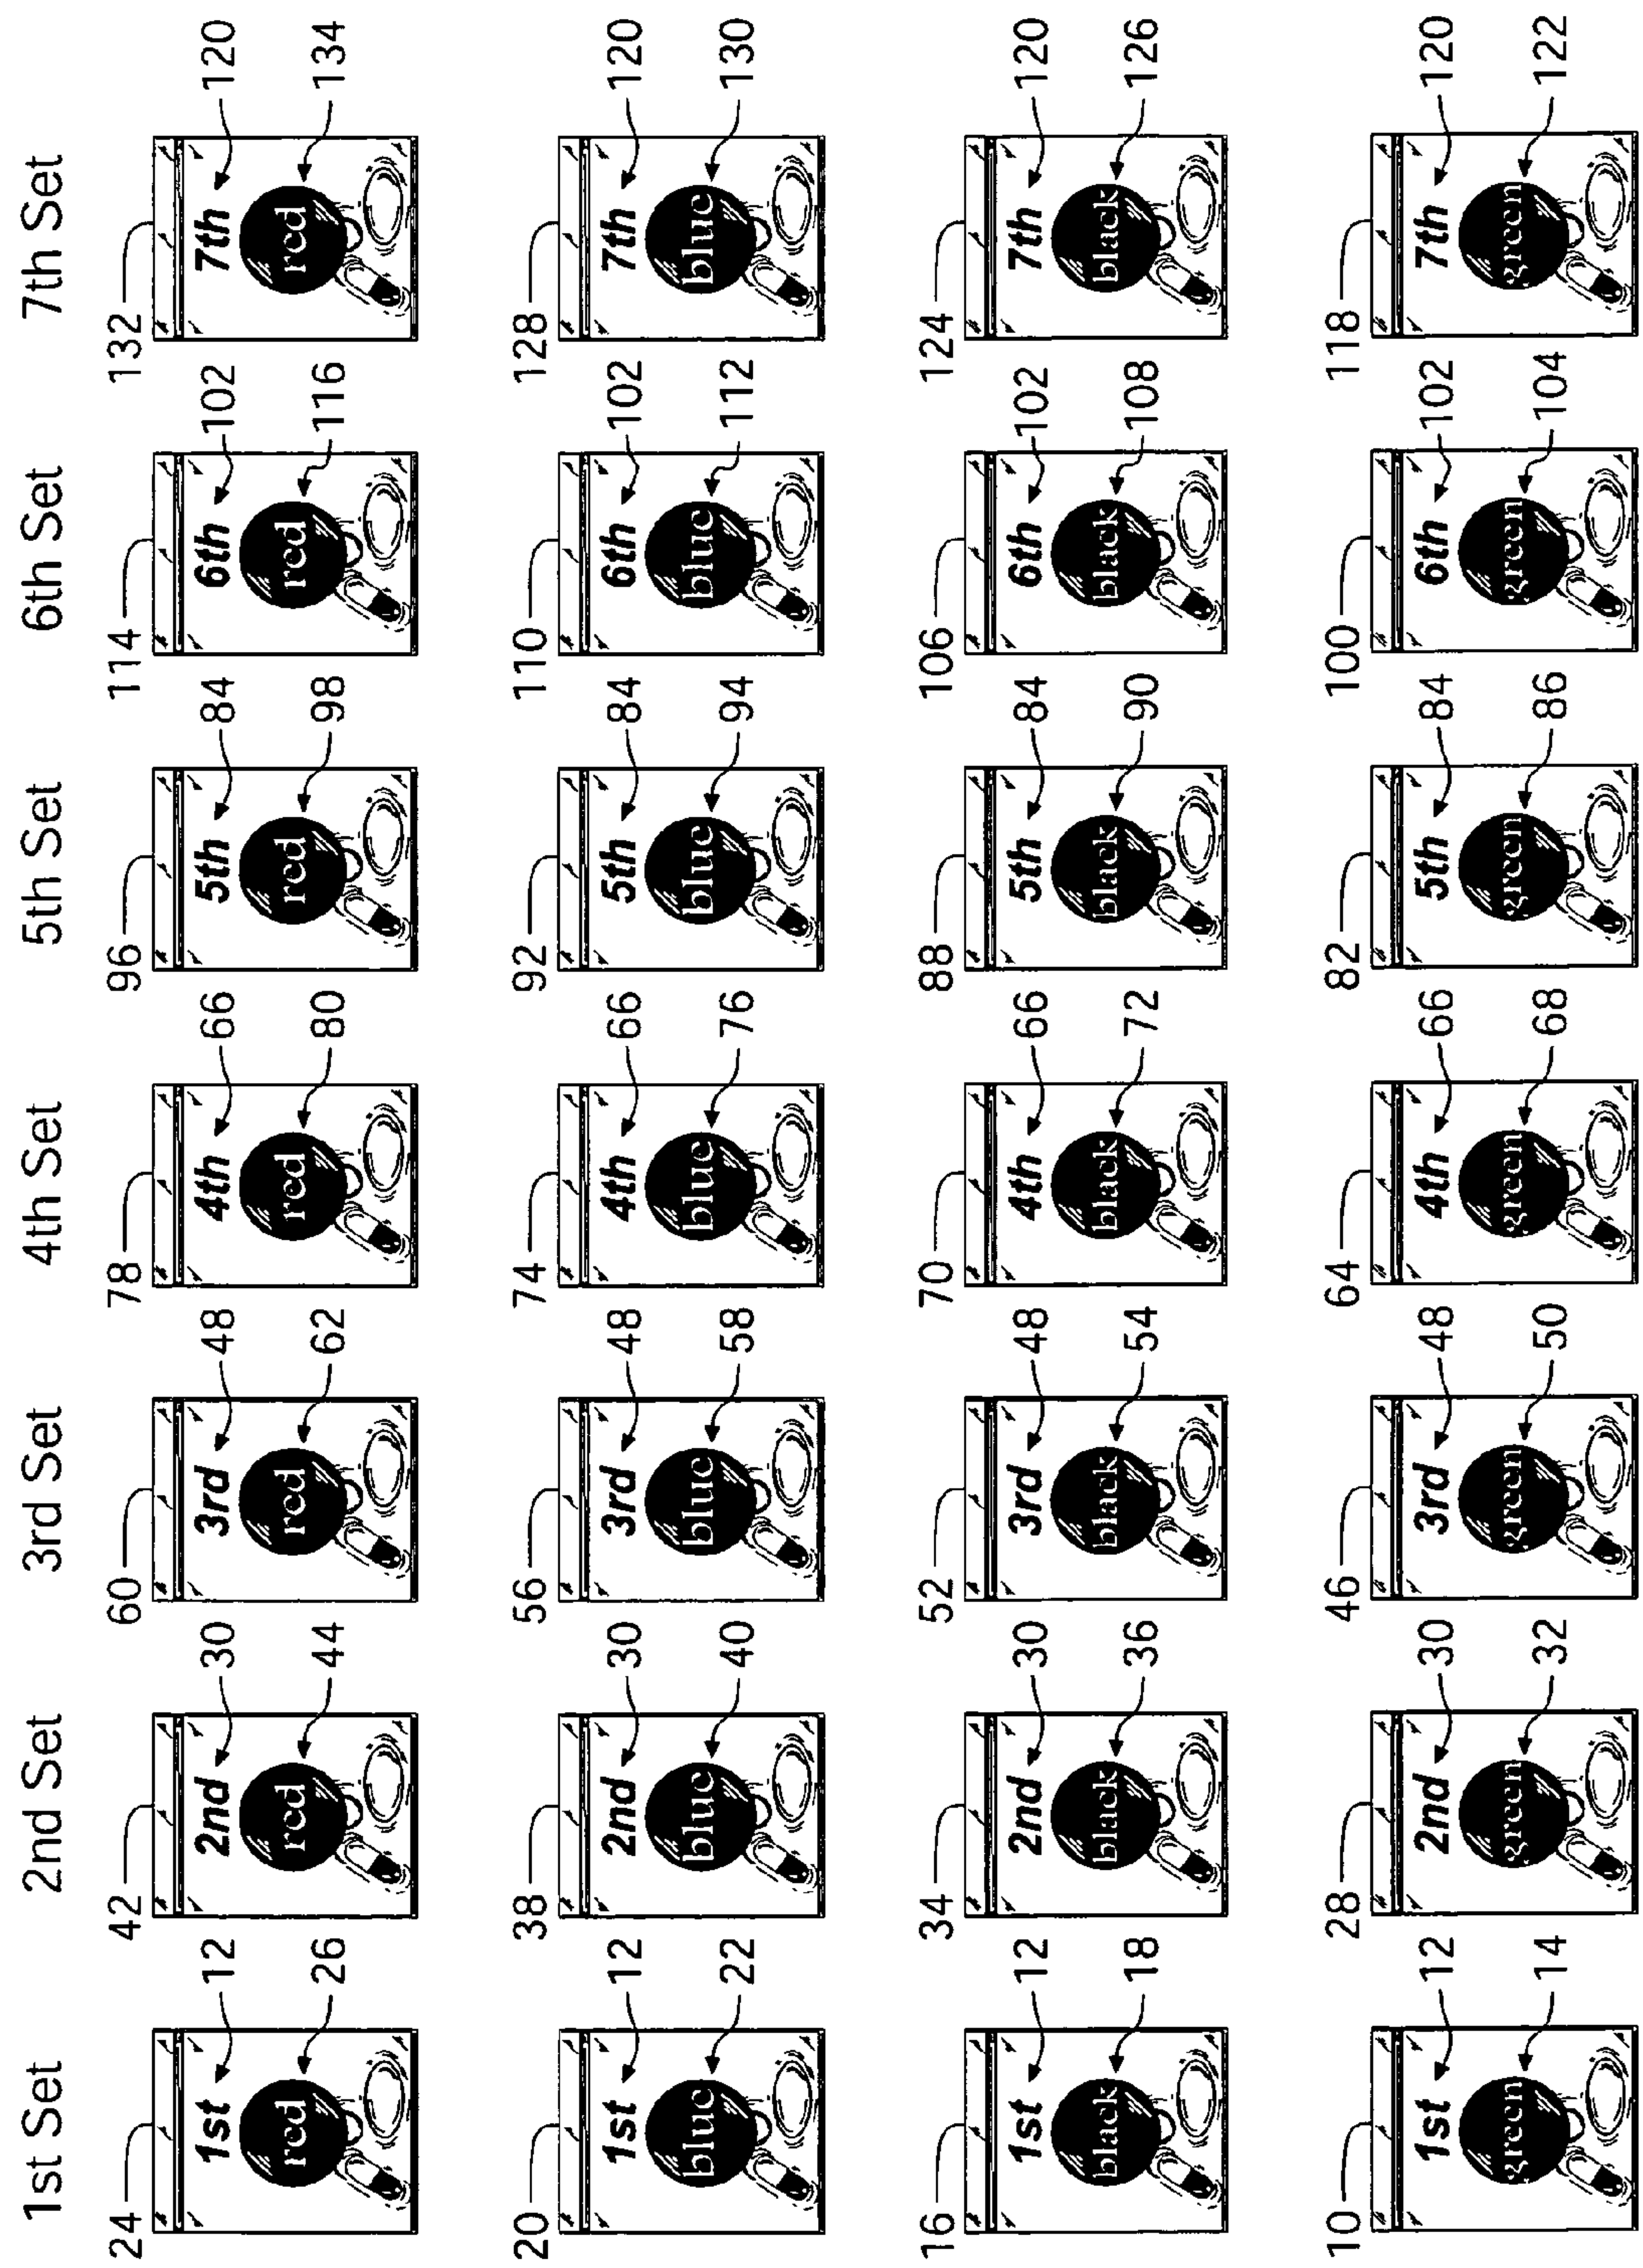 1st Set 2nd Set 3rd Set 4th Set 5th Set 6th Set 7th Set
24 42 60 78 96 114 132
1st 12 2nd 30 3rd 48 4th 66 5th 84 6th 102 7th 120
red 26 red 44 red 62 red 80 red 98 red 116 red 134
20 38 56 74 92 110 128
1st 12 2nd 30 3rd 48 4th 66 5th 84 6th 102 7th 120
blue 22 blue 40 blue 58 blue 76 blue 94 blue 112 blue 130
16 34 52 70 88 106 124
1st 12 2nd 30 3rd 48 4th 66 5th 84 6th 102 7th 120
black 18 black 36 black 54 black 72 black 90 black 108 black 126
10 28 46 64 82 100 118
1st 12 2nd 30 3rd 48 4th 66 5th 84 6th 102 7th 120
green 14 green 32 green 50 green 68 green 86 green 104 green 122